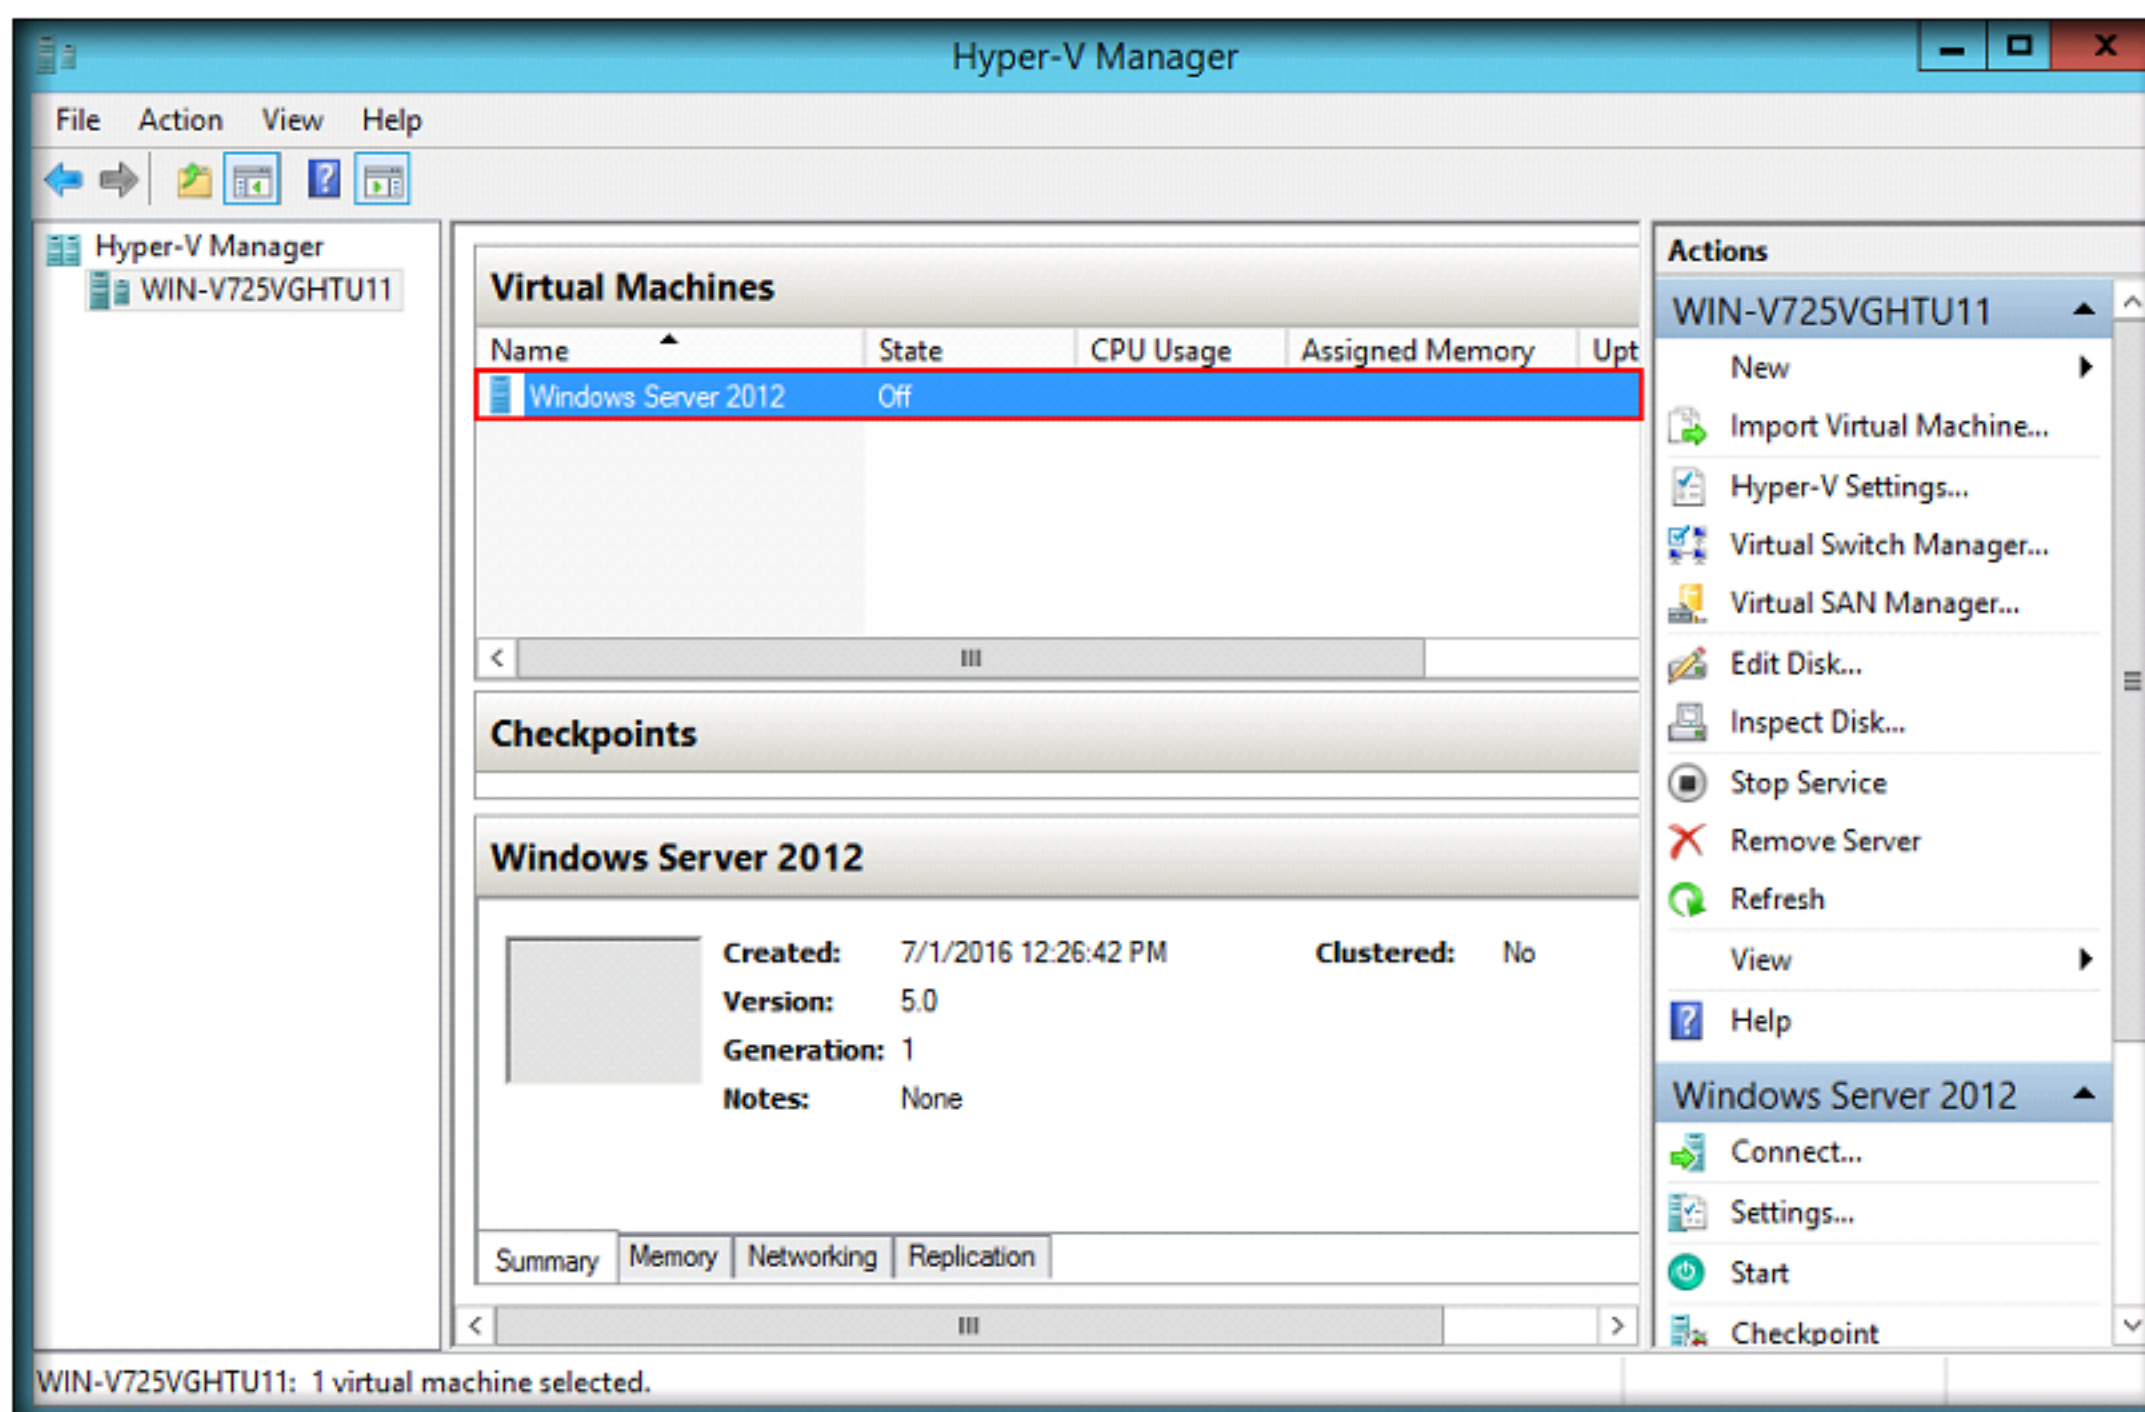 Hyper-V Manager
File Action View Help
Hyper-V Manager
WIN-V725VGHTU11
Virtual Machines
Name State CPU Usage Assigned Memory Upt
Windows Server 2012 Off
Checkpoints
Windows Server 2012
Created: 7/1/2016 12:26:42 PM Clustered: No
Version: 5.0
Generation: 1
Notes: None
Summary Memory Networking Replication
Actions
WIN-V725VGHTU11
New
Import Virtual Machine...
Hyper-V Settings...
Virtual Switch Manager...
Virtual SAN Manager...
Edit Disk...
Inspect Disk...
Stop Service
Remove Server
Refresh
View
Help
Windows Server 2012
Connect...
Settings...
Start
Checkpoint
WIN-V725VGHTU11: 1 virtual machine selected.